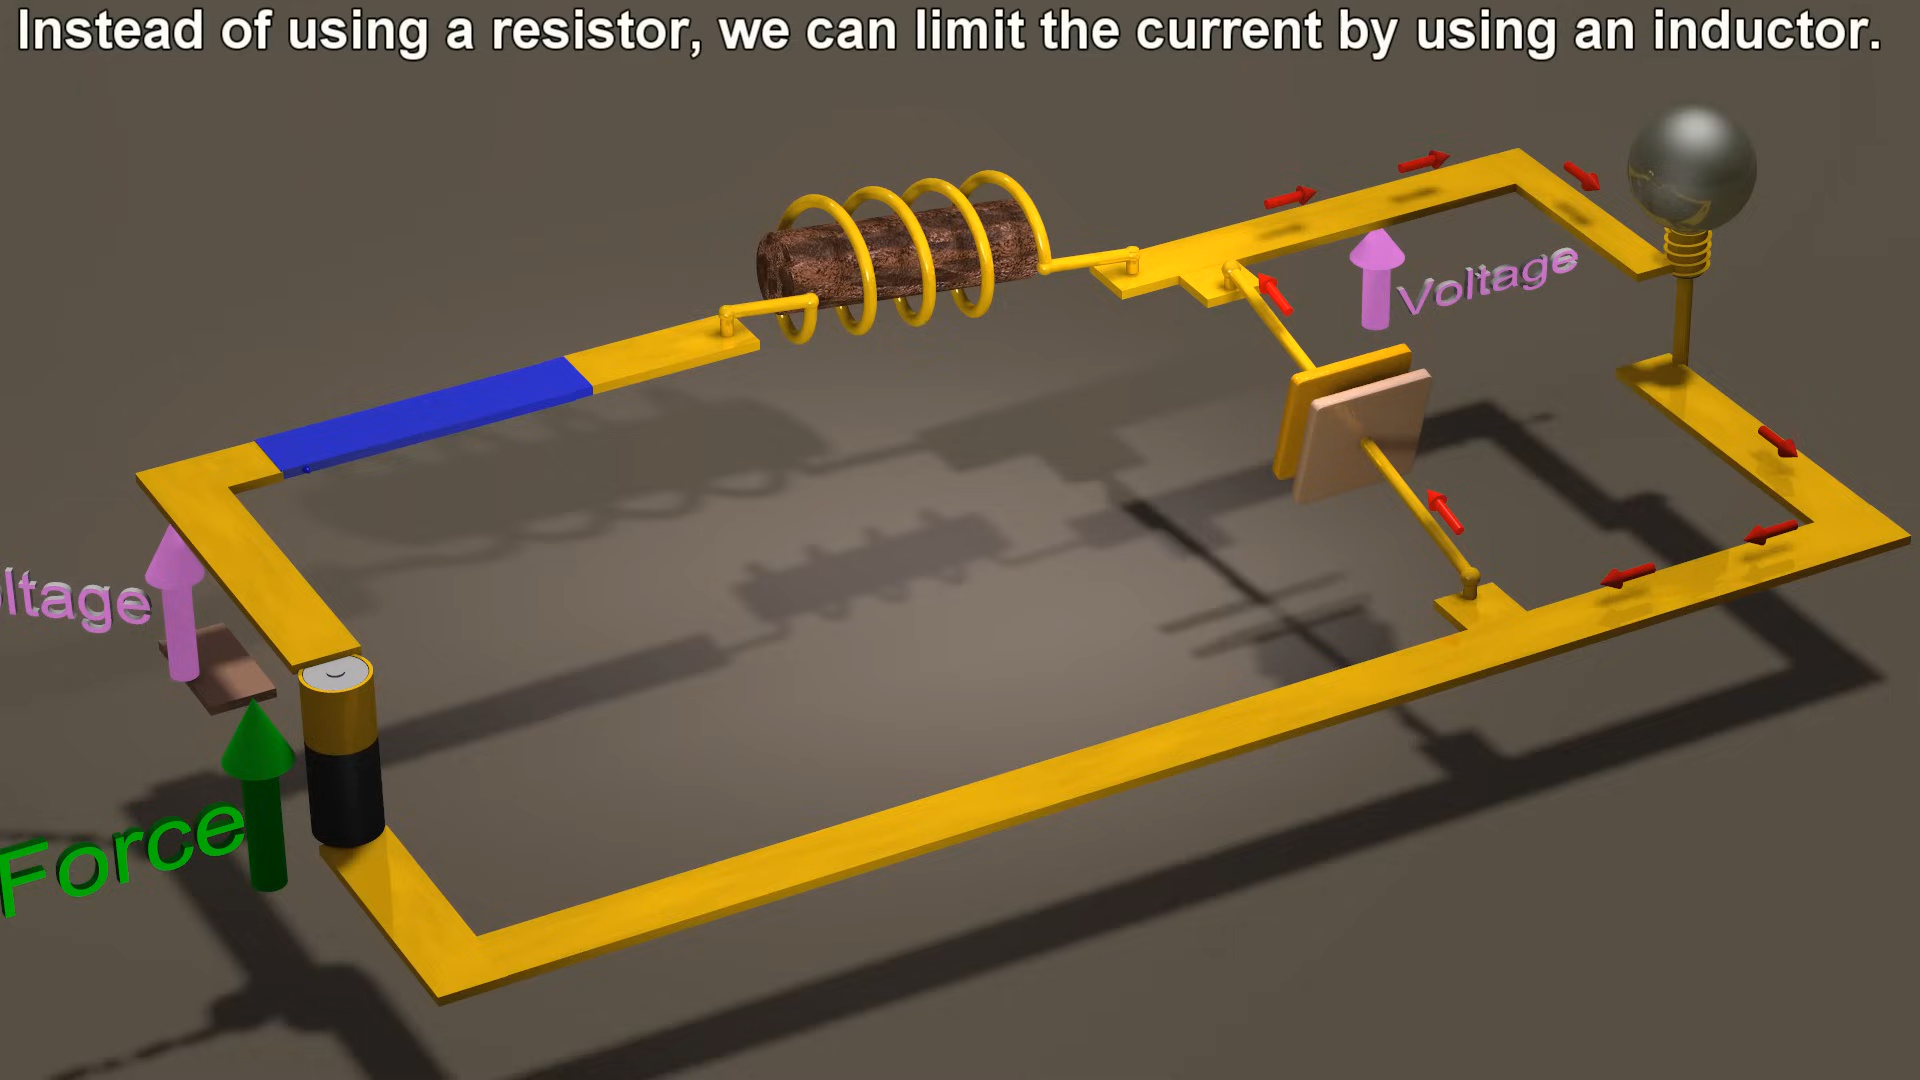 Instead of using a resistor, we can limit the current by using an inductor.
Voltage
ltage
Force